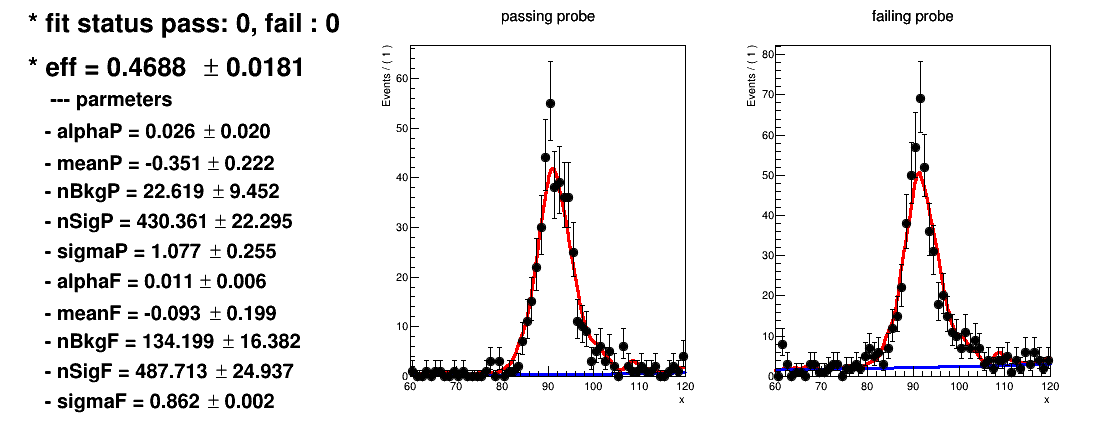 * fit status pass: 0, fail : 0
* eff = 0.4688 ± 0.0181
--- parmeters
- alphaP = 0.026 ± 0.020
- meanP = -0.351 ± 0.222
- nBkgP = 22.619 ± 9.452
- nSigP = 430.361 ± 22.295
- sigmaP = 1.077 ± 0.255
- alphaF = 0.011 ± 0.006
- meanF = -0.093 ± 0.199
- nBkgF = 134.199 ± 16.382
- nSigF = 487.713 ± 24.937
- sigmaF = 0.862 ± 0.002
passing probe
Events / ( 1 )
60
50
40
30
20
10
0
60 70 80 90 100 110 120
x
failing probe
Events / ( 1 )
80
70
60
50
40
30
20
10
0
60 70 80 90 100 110 120
x